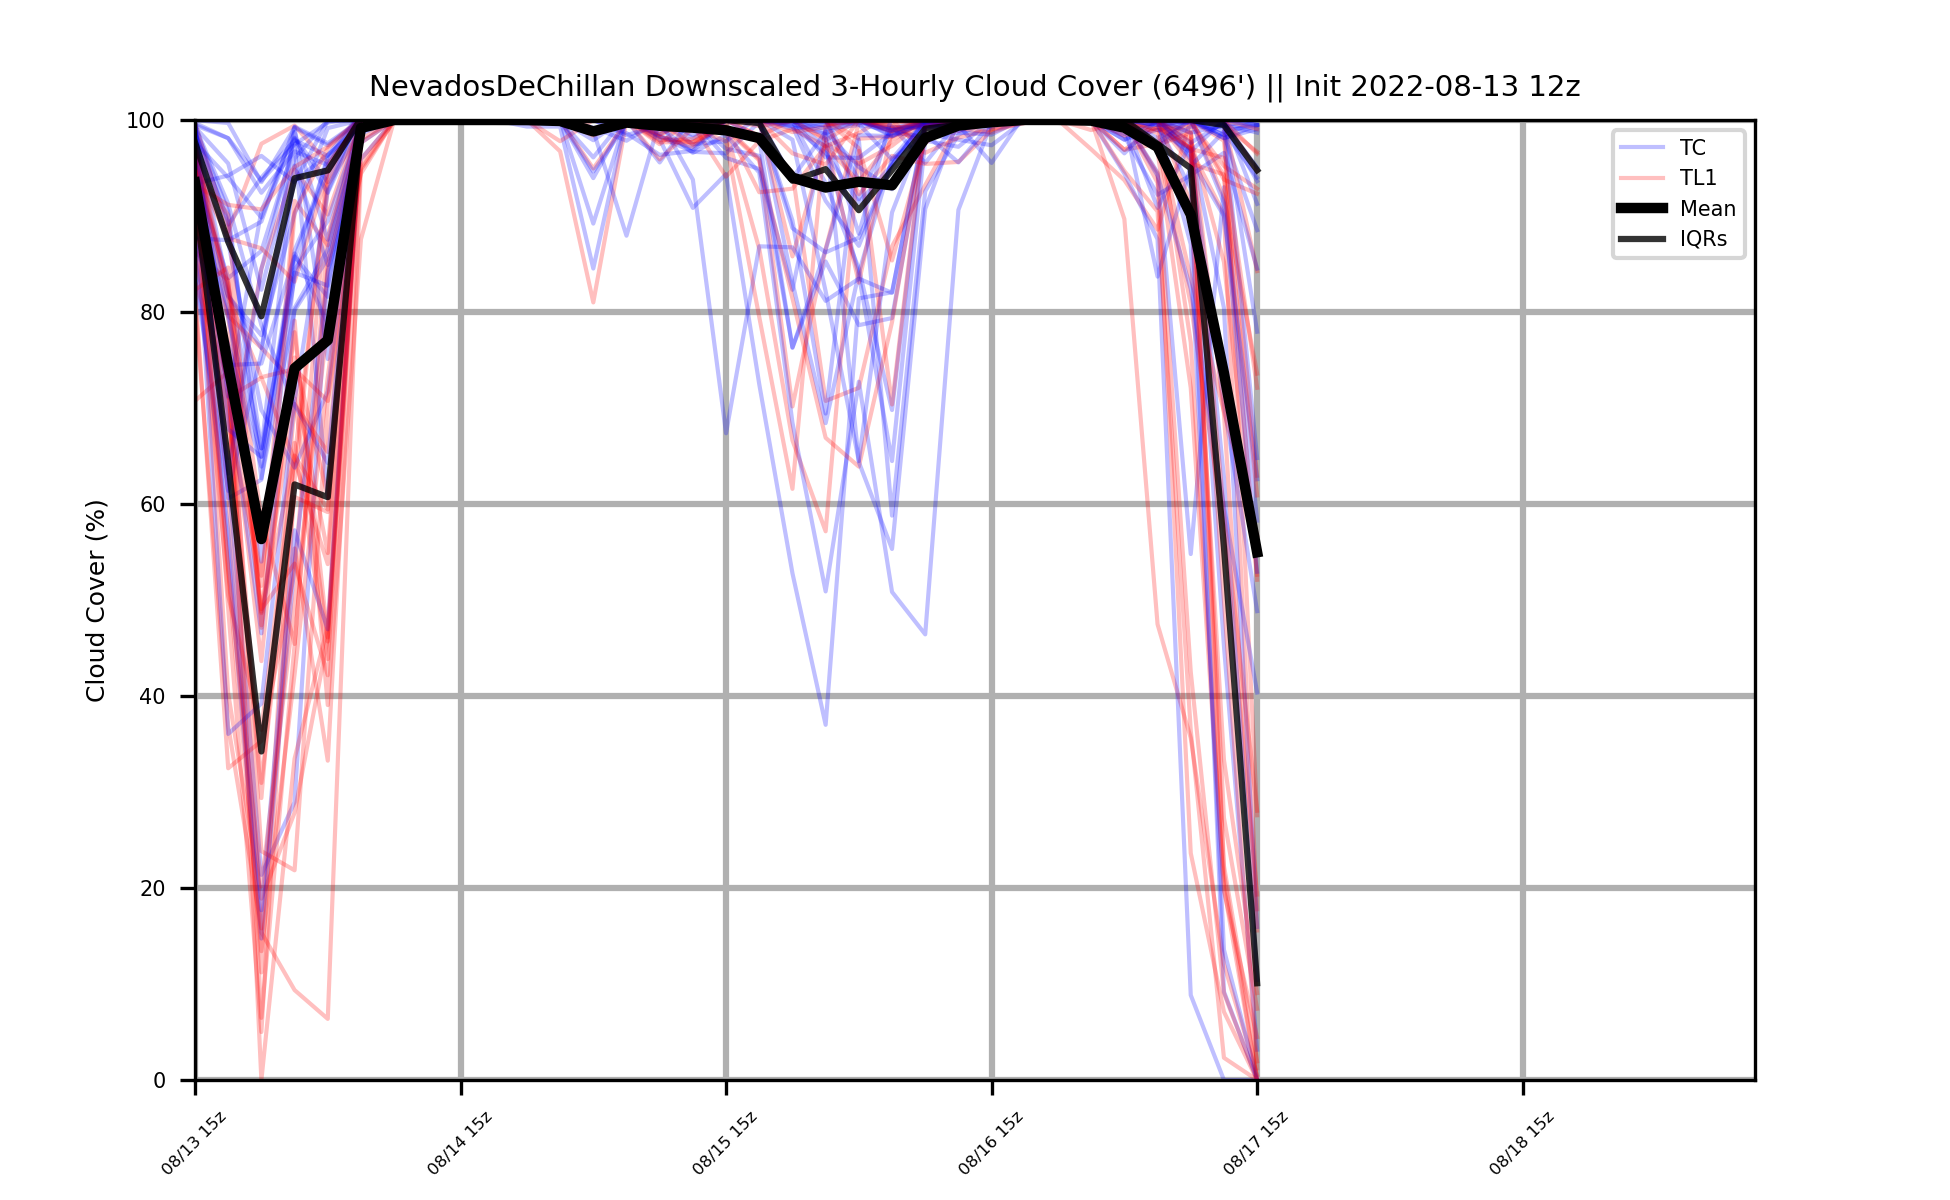 NevadosDeChillan Downscaled 3-Hourly Cloud Cover (6496') || Init 2022-08-13 12z
TC
TL1
Mean
IQRs
Cloud Cover (%)
100
80
60
40
20
0
08/13 15z
08/14 15z
08/15 15z
08/16 15z
08/17 15z
08/18 15z